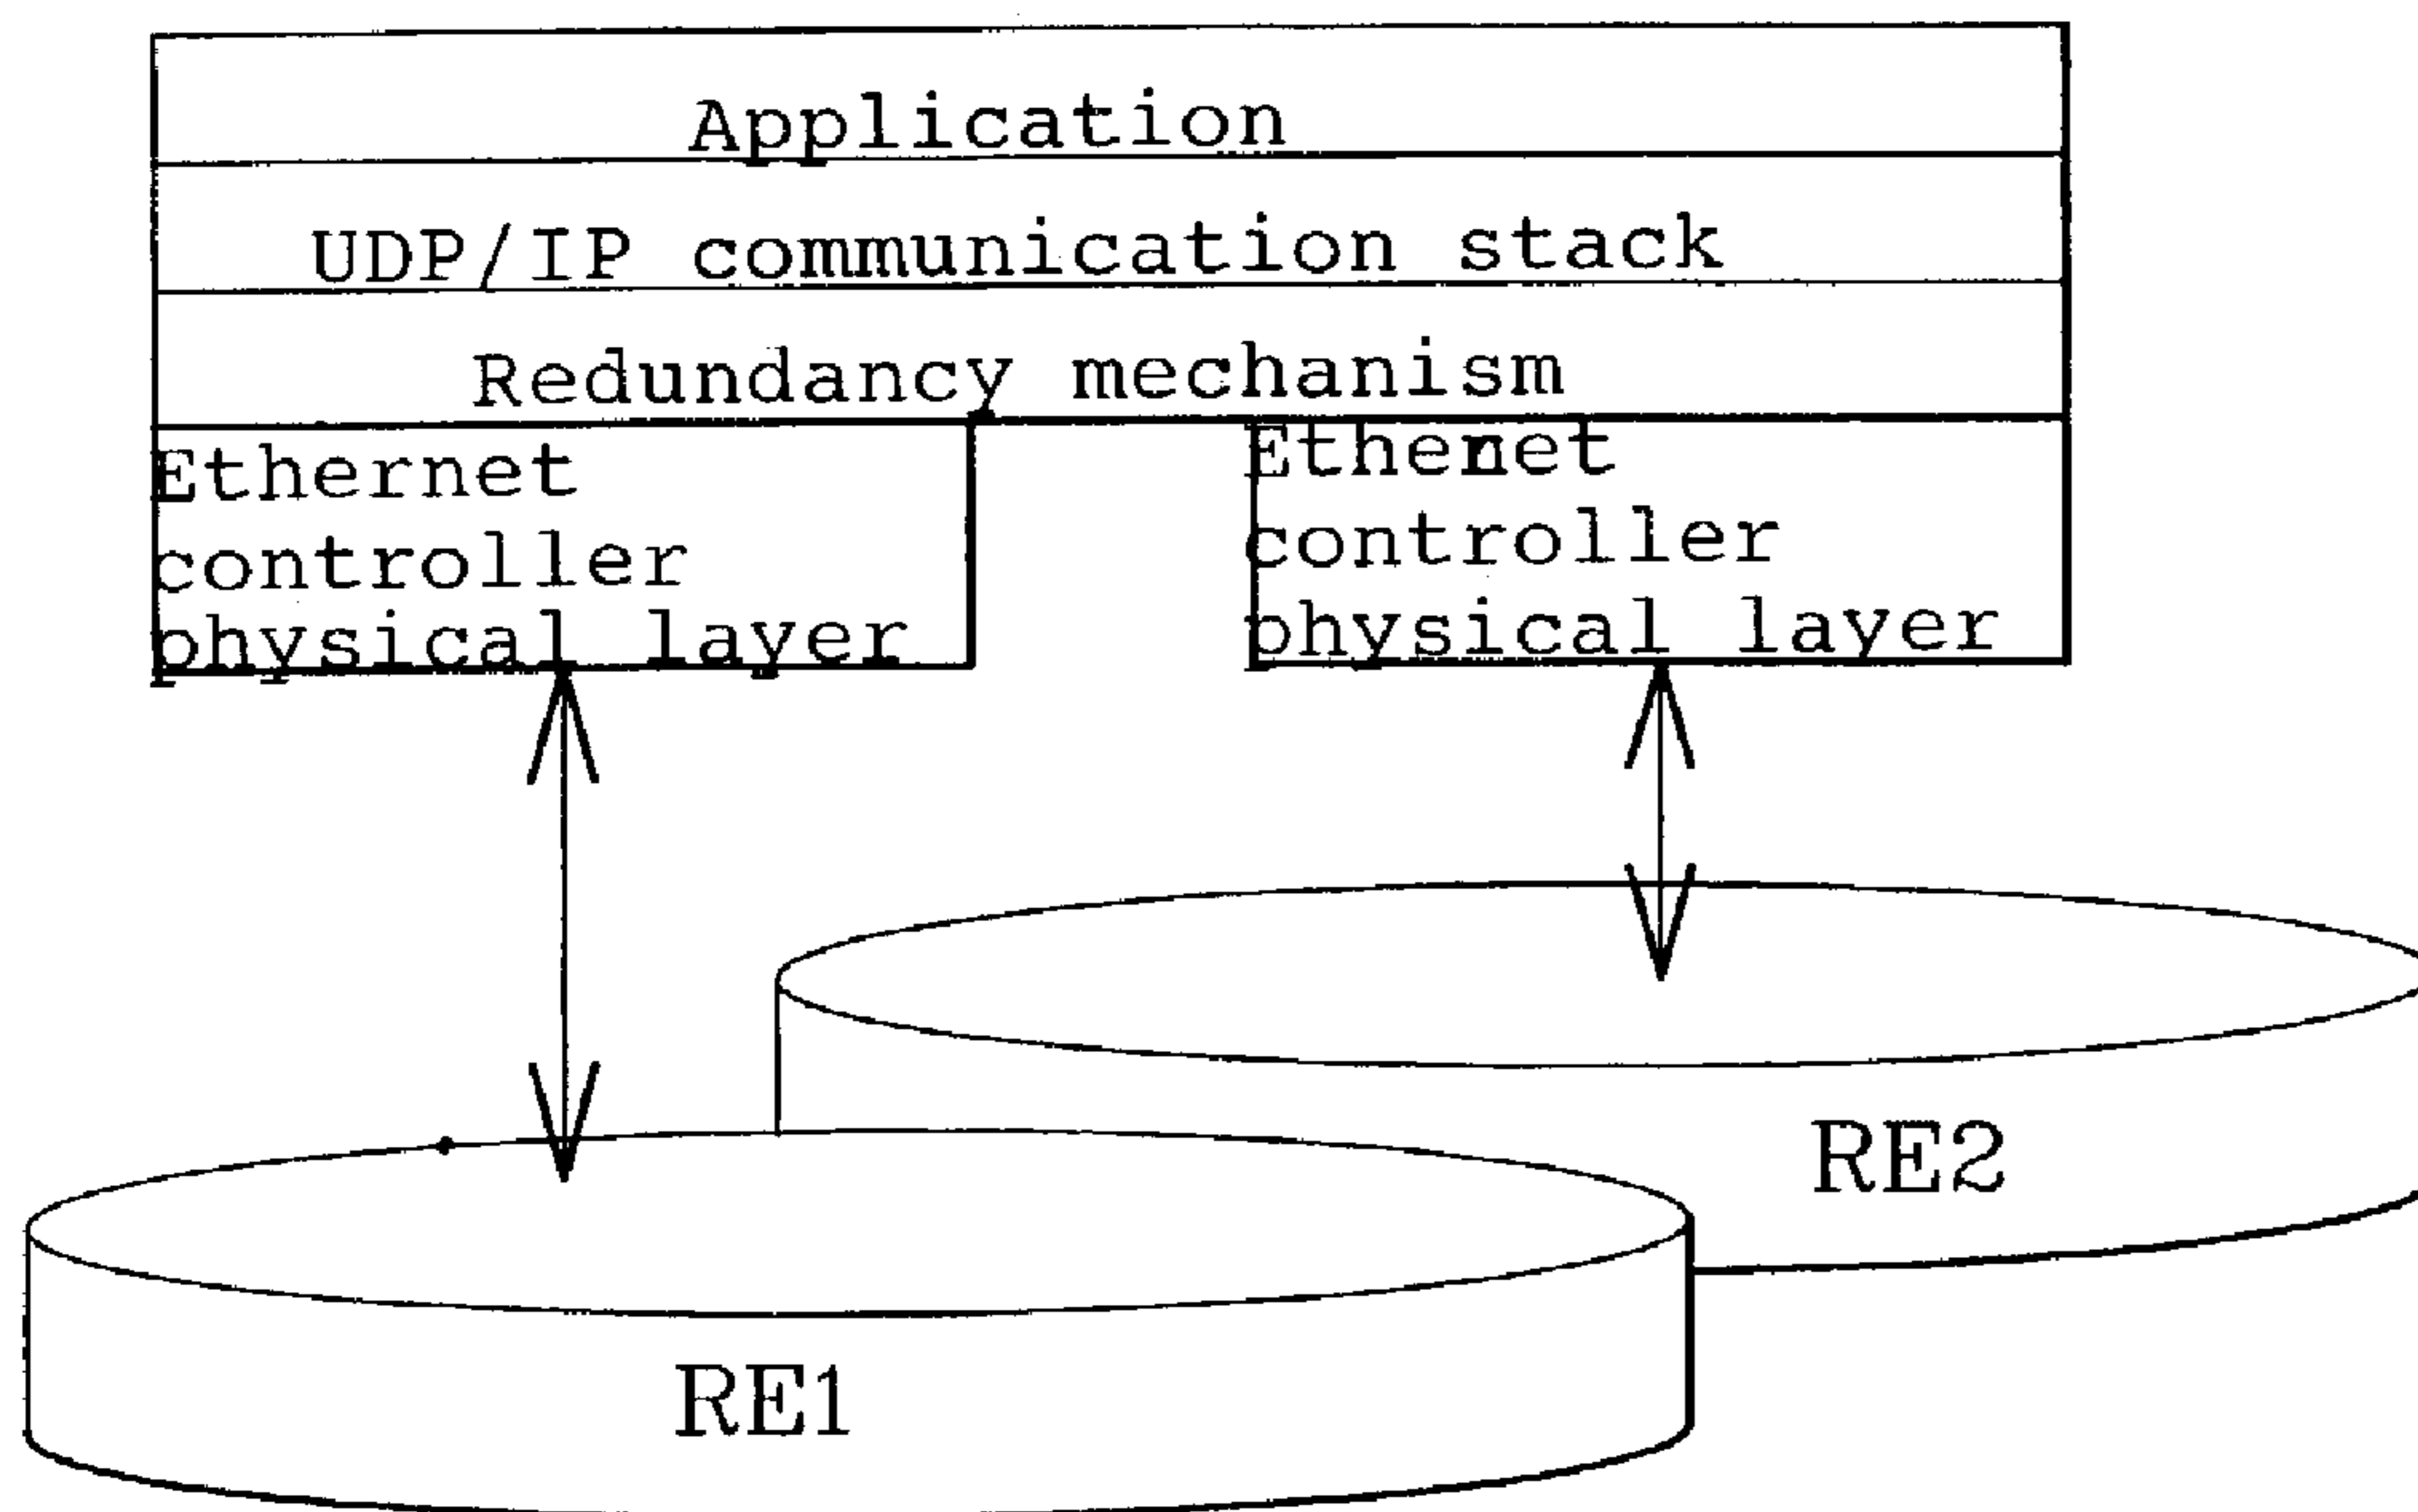 Application
UDP/IP communication stack
Redundancy mechanism
Ethernet
controller
physical layer
Ethernet
controller
physical layer
RE2
RE1